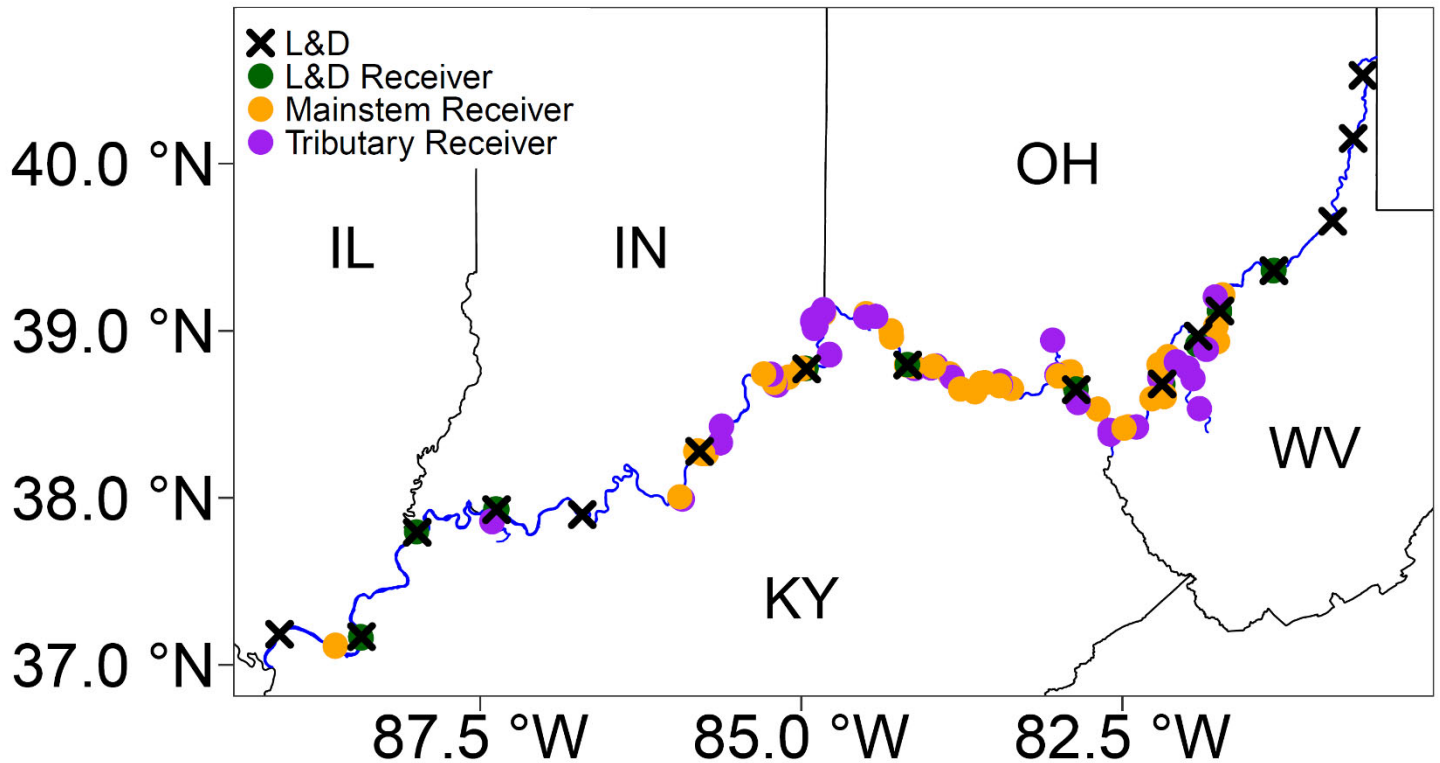 L&D
L&D Receiver
Mainstem Receiver
Tributary Receiver
40.0 °N
39.0 °N
38.0 °N
37.0 °N
IL
IN
OH
KY
WV
87.5 °W
85.0 °W
82.5 °W